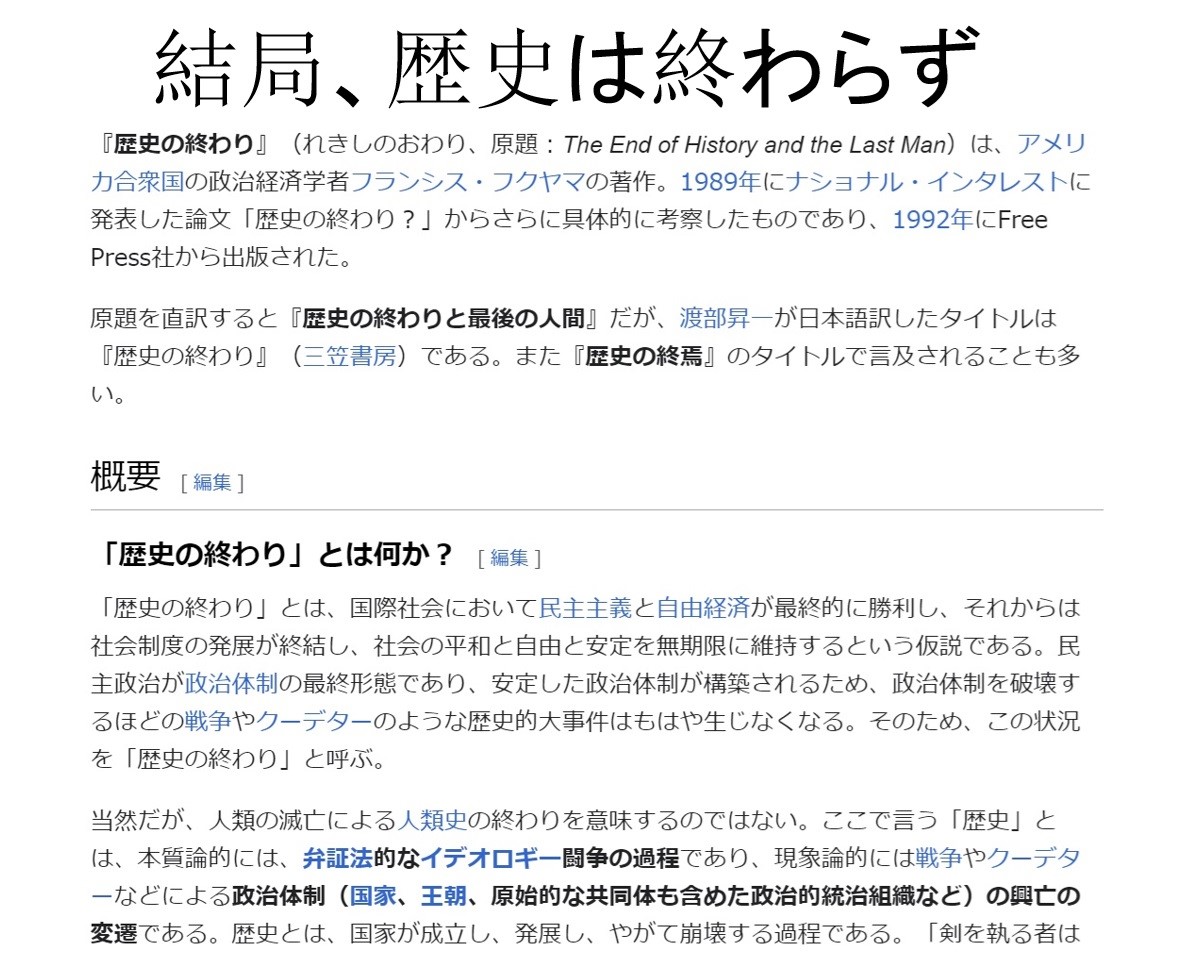 結局、歴史は終わらず
『歴史の終わり』（れきしのおわり、原題：The End of History and the Last Man）は、アメリ
カ合衆国の政治経済学者フランシス・フクヤマの著作。1989年にナショナル・インタレストに
発表した論文「歴史の終わり？」からさらに具体的に考察したものであり、1992年にFree
Press社から出版された。
原題を直訳すると『歴史の終わりと最後の人間』だが、渡部昇一が日本語訳したタイトルは
『歴史の終わり』（三笠書房）である。また『歴史の終焉』のタイトルで言及されることも多
い。
概要 [ 編集 ]
「歴史の終わり」とは何か？ [ 編集 ]
「歴史の終わり」とは、国際社会において民主主義と自由経済が最終的に勝利し、それからは
社会制度の発展が終結し、社会の平和と自由と安定を無期限に維持するという仮説である。民
主政治が政治体制の最終形態であり、安定した政治体制が構築されるため、政治体制を破壊す
るほどの戦争やクーデターのような歴史的大事件はもはや生じなくなる。そのため、この状況
を「歴史の終わり」と呼ぶ。
当然だが、人類の滅亡による人類史の終わりを意味するのではない。ここで言う「歴史」と
は、本質論的には、弁証法的なイデオロギー闘争の過程であり、現象論的には戦争やクーデタ
ーなどによる政治体制（国家、王朝、原始的な共同体も含めた政治的統治組織など）の興亡の
変遷である。歴史とは、国家が成立し、発展し、やがて崩壊する過程である。「剣を執る者は